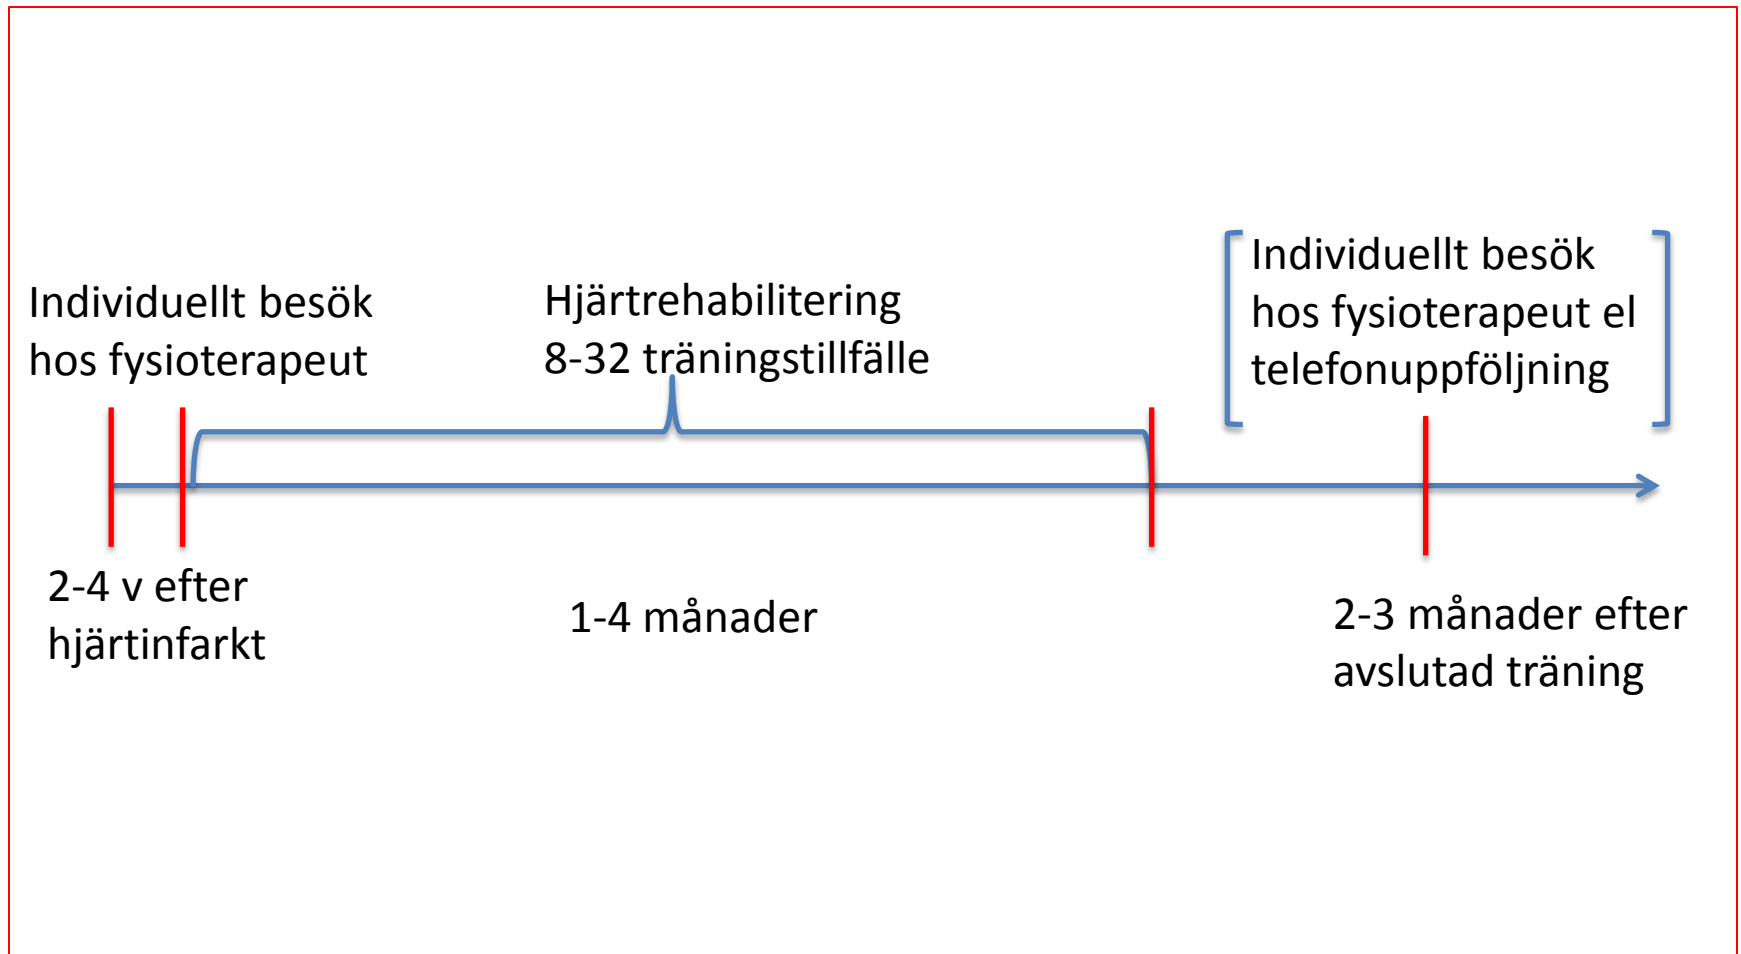 Individuellt besök
hos fysioterapeut
Hjärtrehabilitering
8-32 träningstillfälle
Individuellt besök
hos fysioterapeut el
telefonuppföljning
2-4 v efter
hjärtinfarkt
1-4 månader
2-3 månader efter
avslutad träning